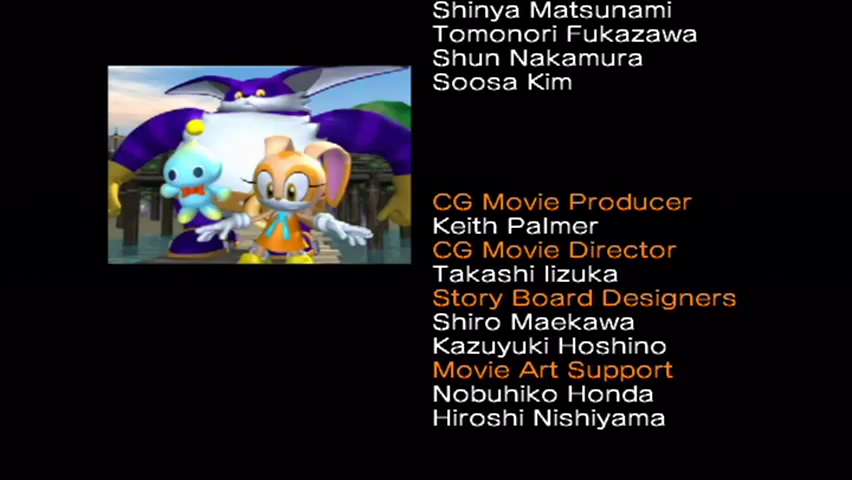 Shinya Matsunami
Tomonori Fukazawa
Shun Nakamura
Soosa Kim
CG Movie Producer
Keith Palmer
CG Movie Director
Takashi Iizuka
Story Board Designers
Shiro Maekawa
Kazuyuki Hoshino
Movie Art Support
Nobuhiko Honda
Hiroshi Nishiyama